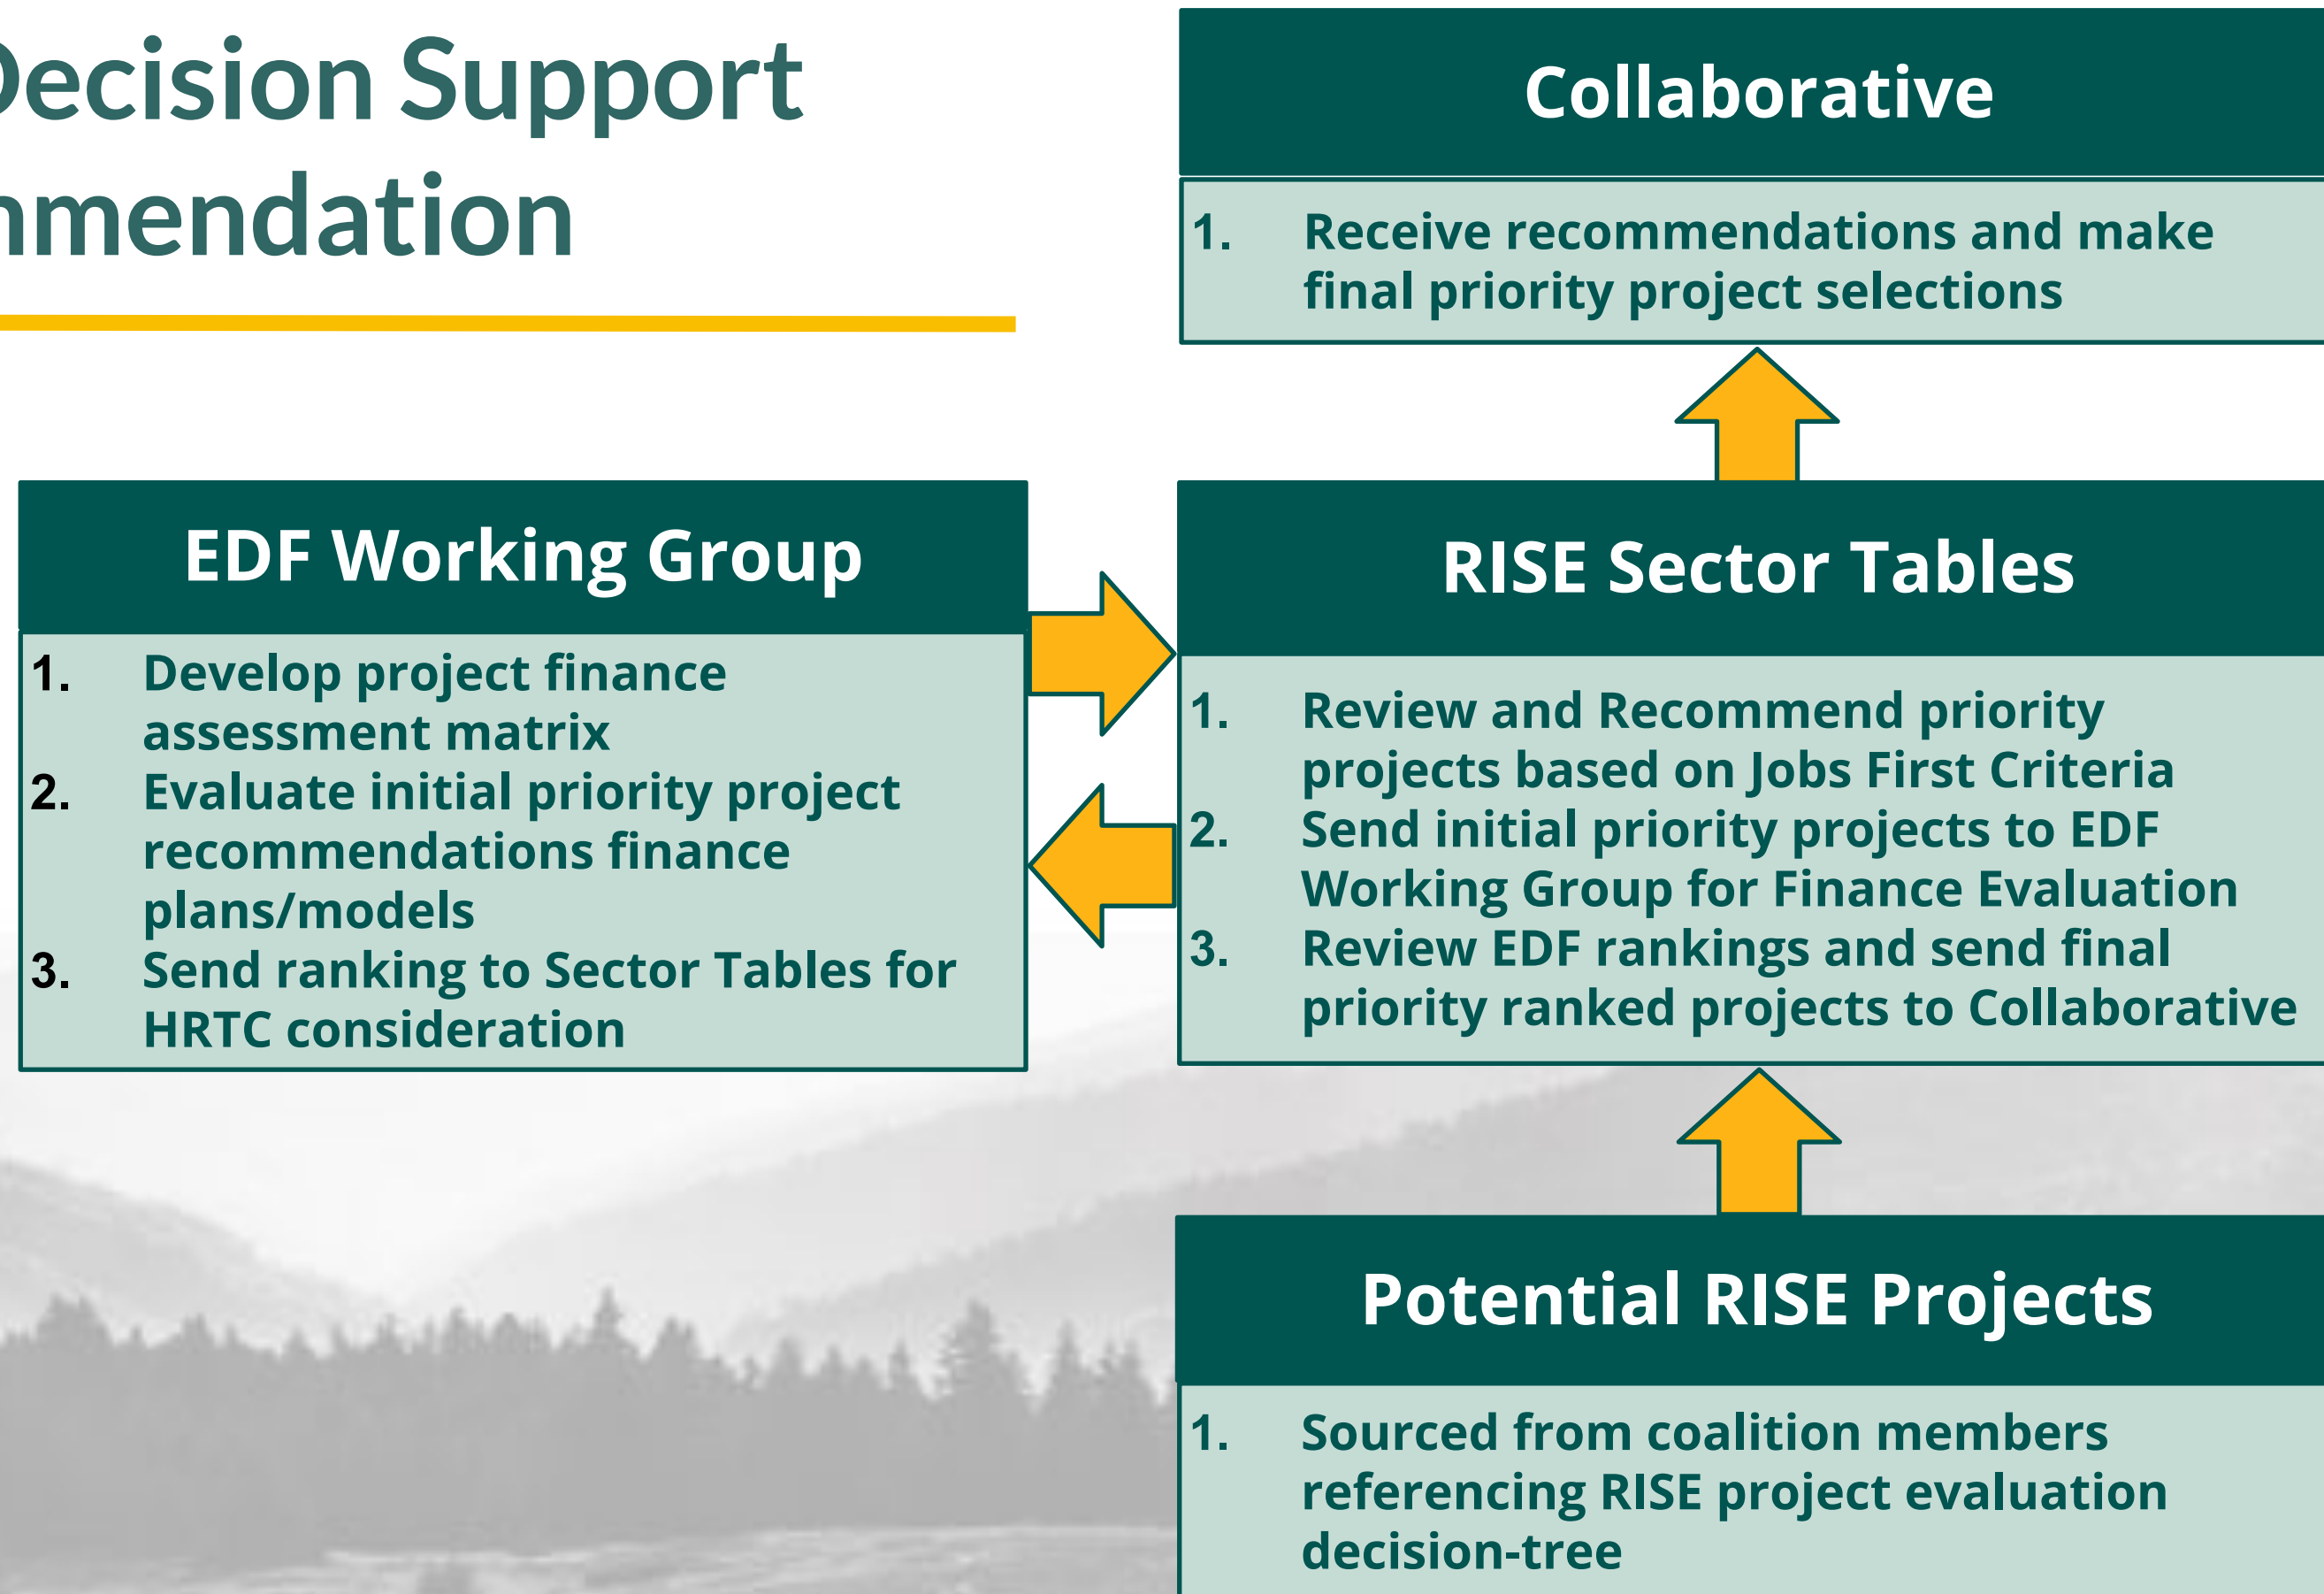 Decision Support
mmendation
Collaborative
1. Receive recommendations and make
final priority project selections
EDF Working Group
1. Develop project finance
assessment matrix
2. Evaluate initial priority project
recommendations finance
plans/models
3. Send ranking to Sector Tables for
HRTC consideration
RISE Sector Tables
1. Review and Recommend priority
projects based on Jobs First Criteria
2. Send initial priority projects to EDF
Working Group for Finance Evaluation
3. Review EDF rankings and send final
priority ranked projects to Collaborative
Potential RISE Projects
1. Sourced from coalition members
referencing RISE project evaluation
decision-tree